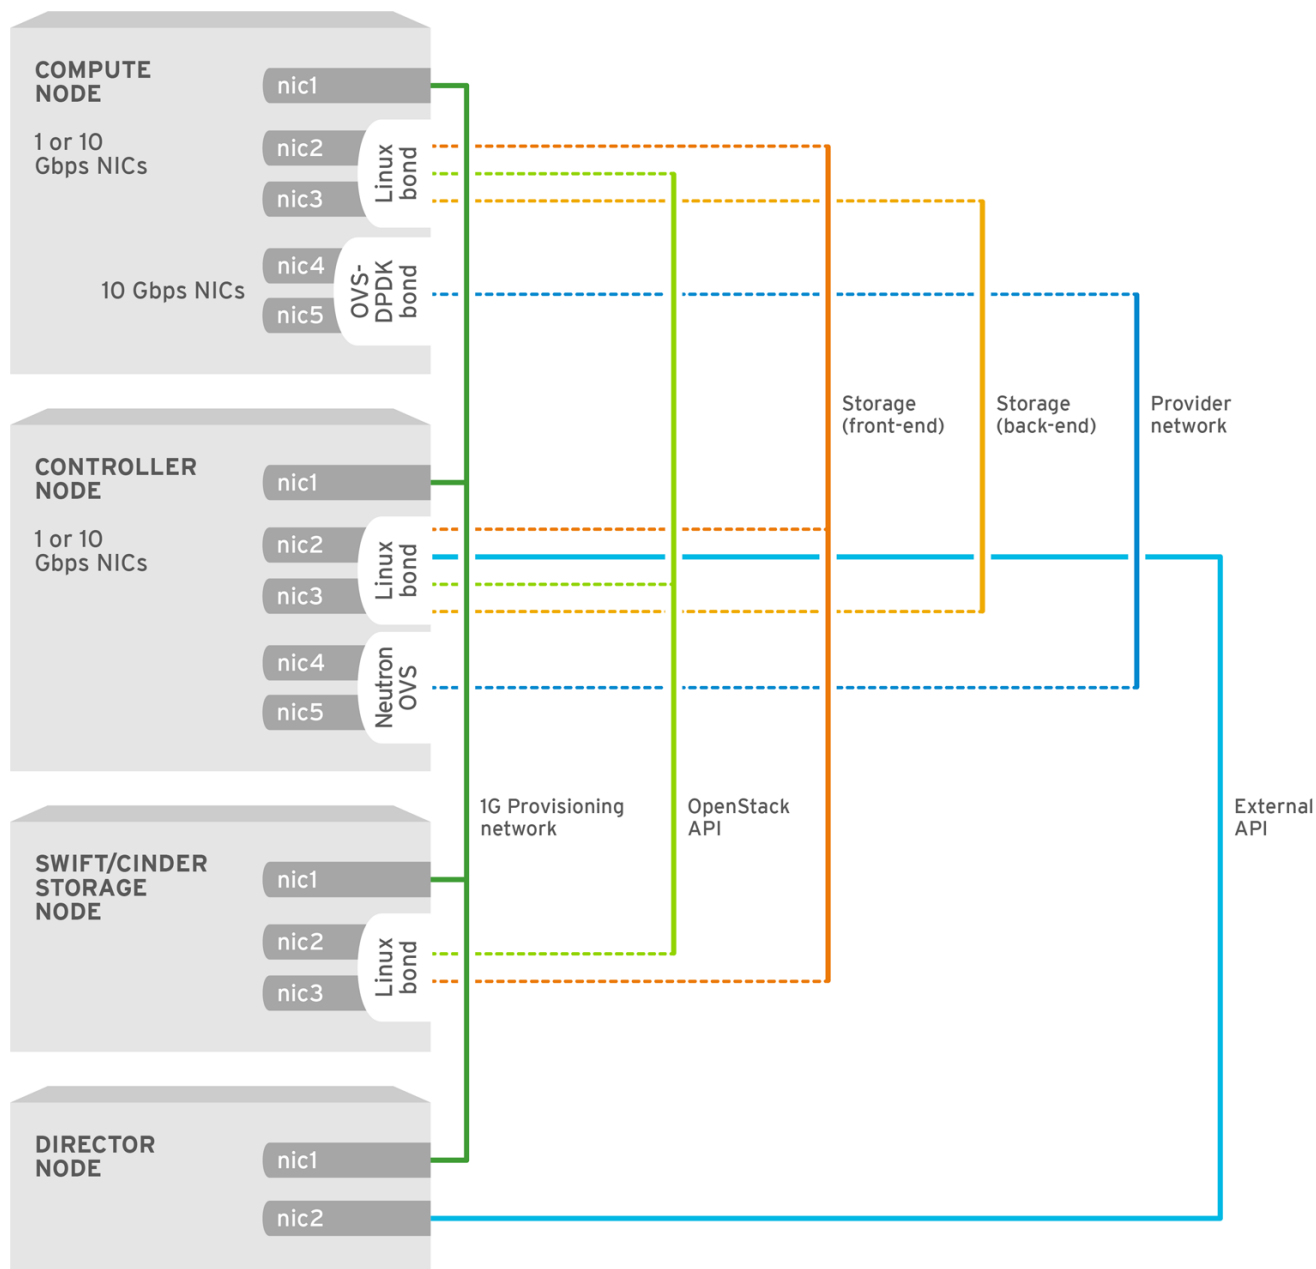 COMPUTE
NODE
nic1
1 or 10
Gbps NICs
nic2
nic3
Linux
bond
10 Gbps NICs
nic4
nic5
OVS-
DPDK
bond
Storage
(front-end)
Storage
(back-end)
Provider
network
CONTROLLER
NODE
nic1
1 or 10
Gbps NICs
nic2
nic3
Linux
bond
nic4
nic5
Neutron
OVS
1G Provisioning
network
OpenStack
API
External
API
SWIFT/CINDER
STORAGE
NODE
nic1
nic2
nic3
Linux
bond
DIRECTOR
NODE
nic1
nic2